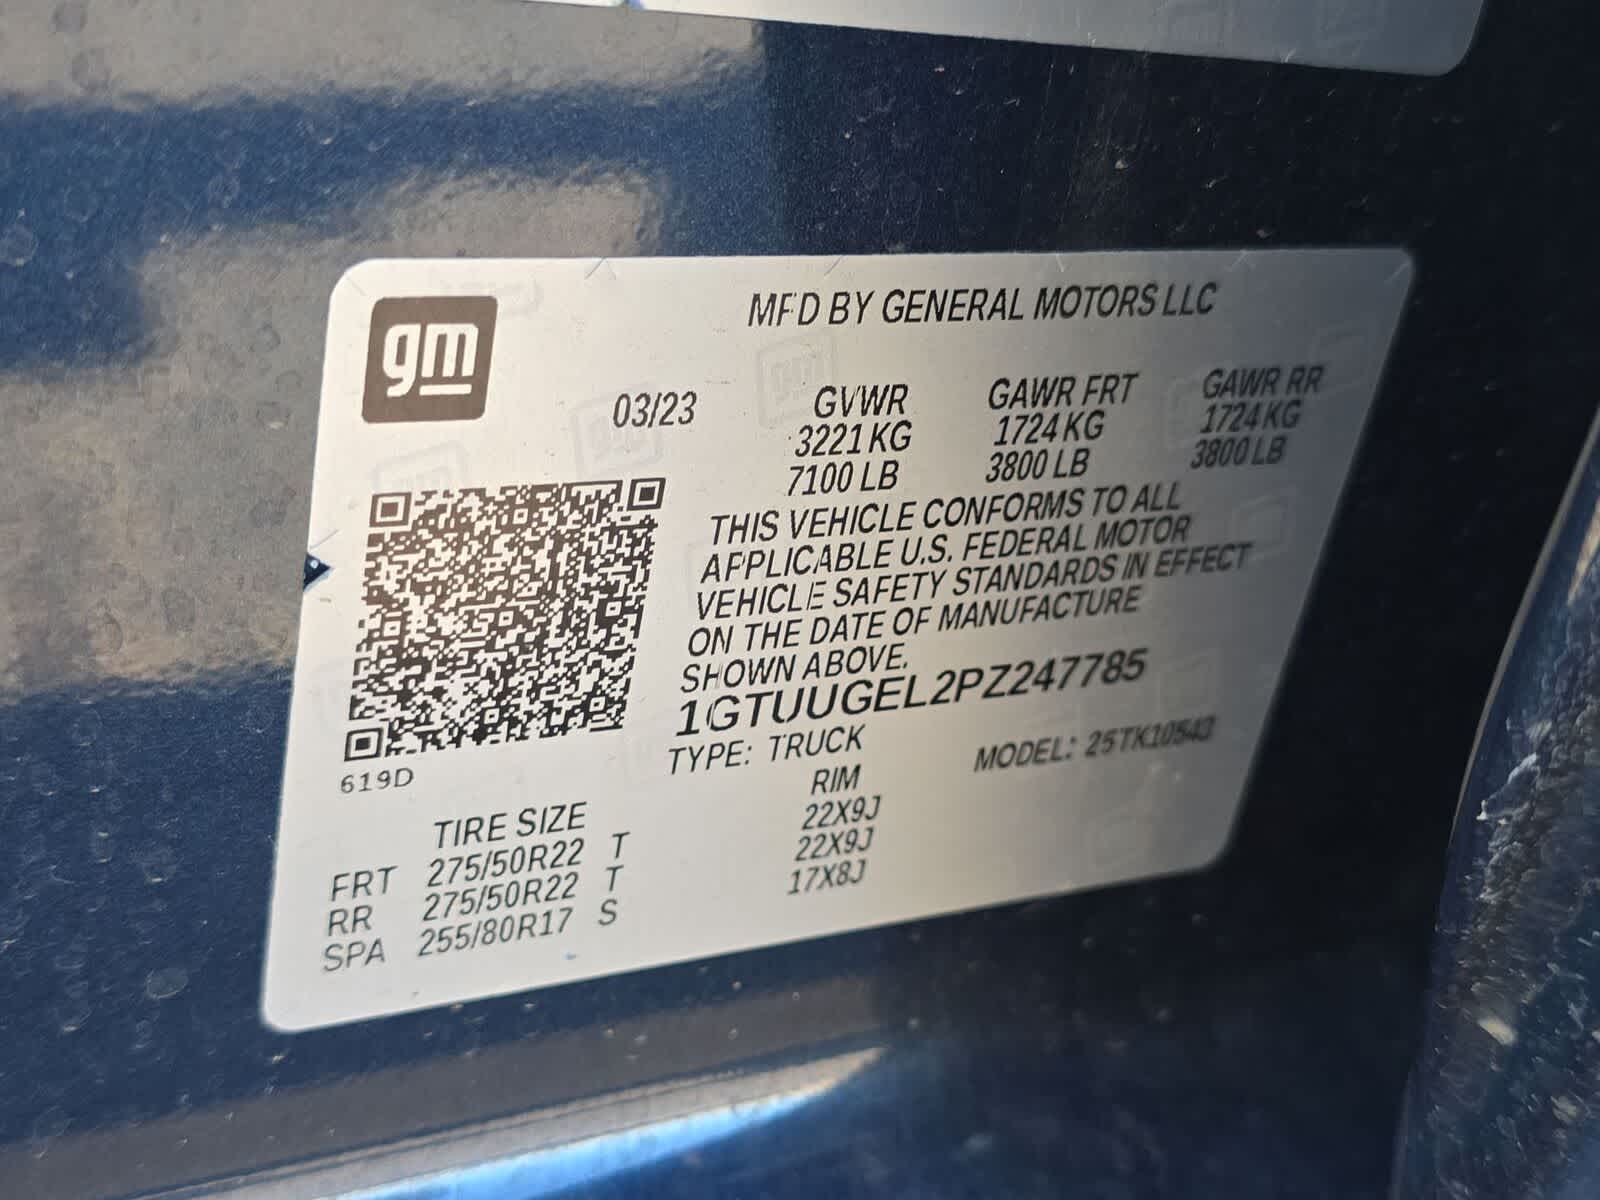 gm
MFD BY GENERAL MOTORS LLC
03/23
GVWR GAWR FRT GAWR RR
3221 KG 1724 KG 1724 KG
7100 LB 3800 LB 3800 LB
THIS VEHICLE CONFORMS TO ALL
APPLICABLE U.S. FEDERAL MOTOR
VEHICLE SAFETY STANDARDS IN EFFECT
ON THE DATE OF MANUFACTURE
SHOWN ABOVE.
1GTUUGEL2PZ247785
TYPE: TRUCK MODEL: 25TK10543
619D
TIRE SIZE RIM
FRT 275/50R22 T 22X9J
RR 275/50R22 T 22X9J
SPA 255/80R17 S 17X8J